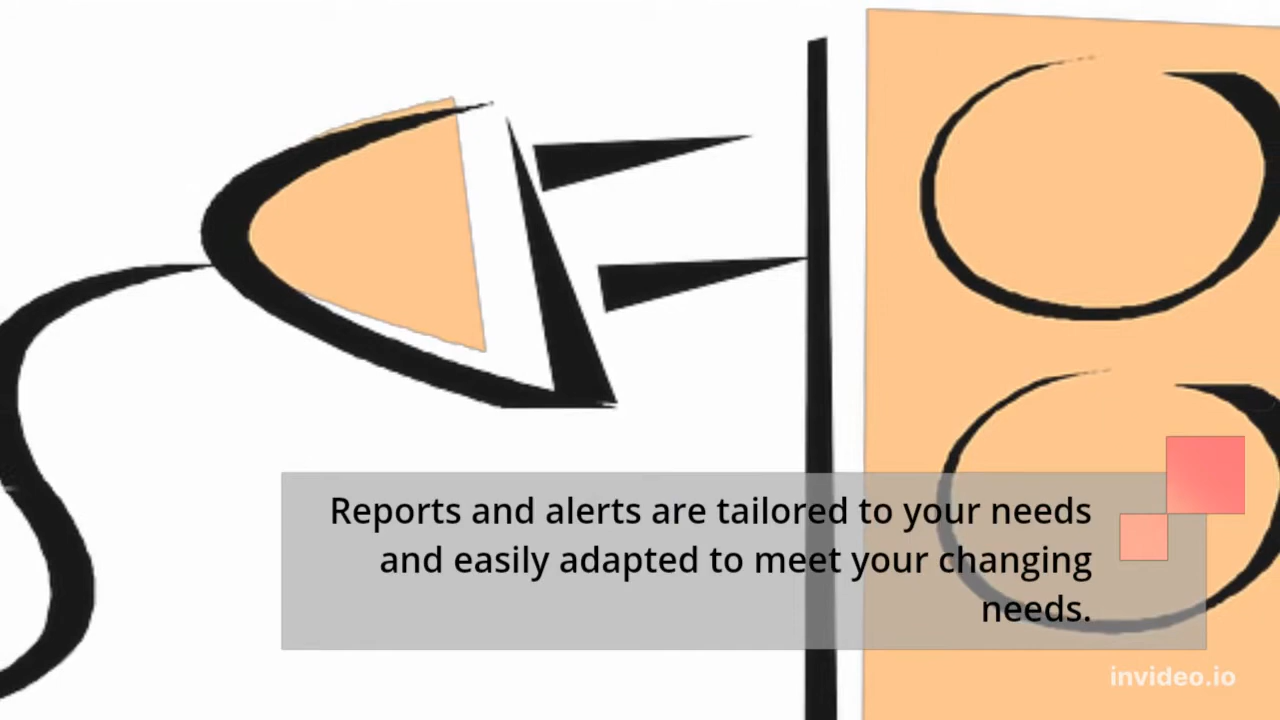 Reports and alerts are tailored to your needs
and easily adapted to meet your changing
needs.
invideo.io